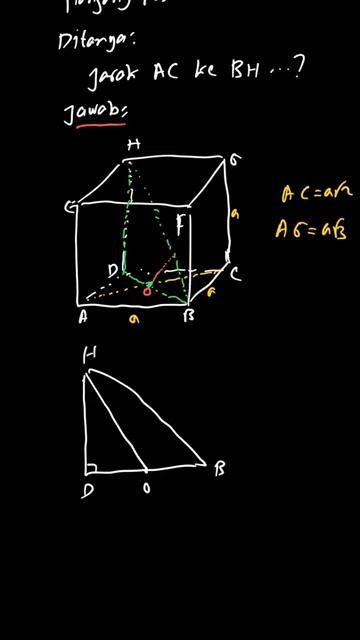 Ditanya:
Jarak AC ke BH ...?
Jawab:
H
G
E
F
a
AC = a√2
AG = a√3
D
C
O
a
A
a
B
H
D
O
B